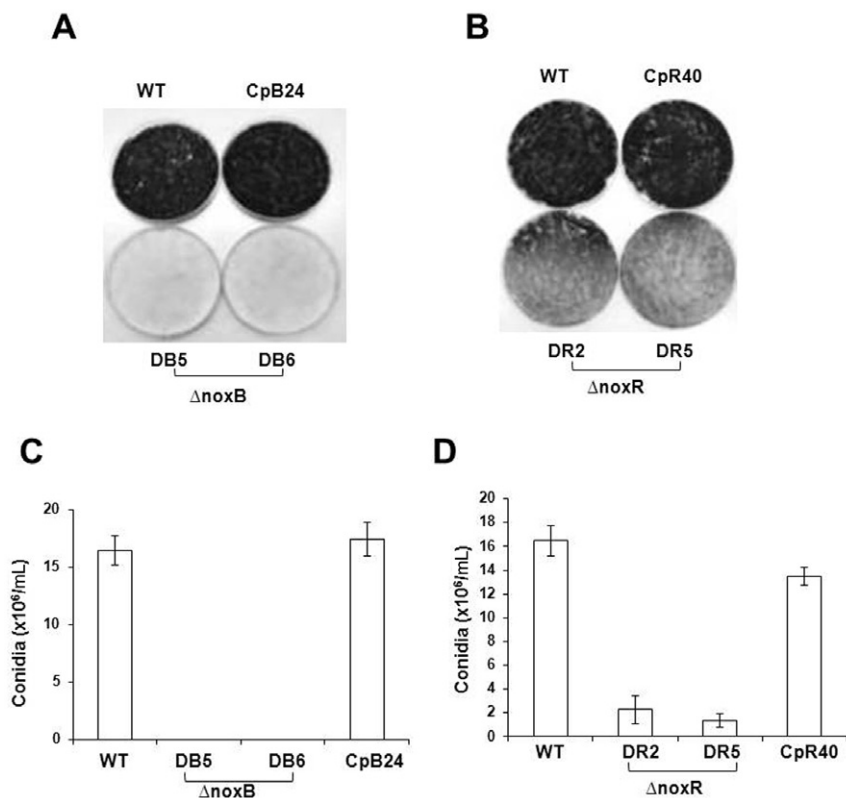 A
WT CpB24
DB5 DB6
ΔnoxB
B
WT CpR40
DR2 DR5
ΔnoxR
C
Conidia (x10⁶/mL)
20
15
10
5
0
WT DB5 DB6 CpB24
ΔnoxB
D
Conidia (x10⁶/mL)
20
18
16
14
12
10
8
6
4
2
0
WT DR2 DR5 CpR40
ΔnoxR